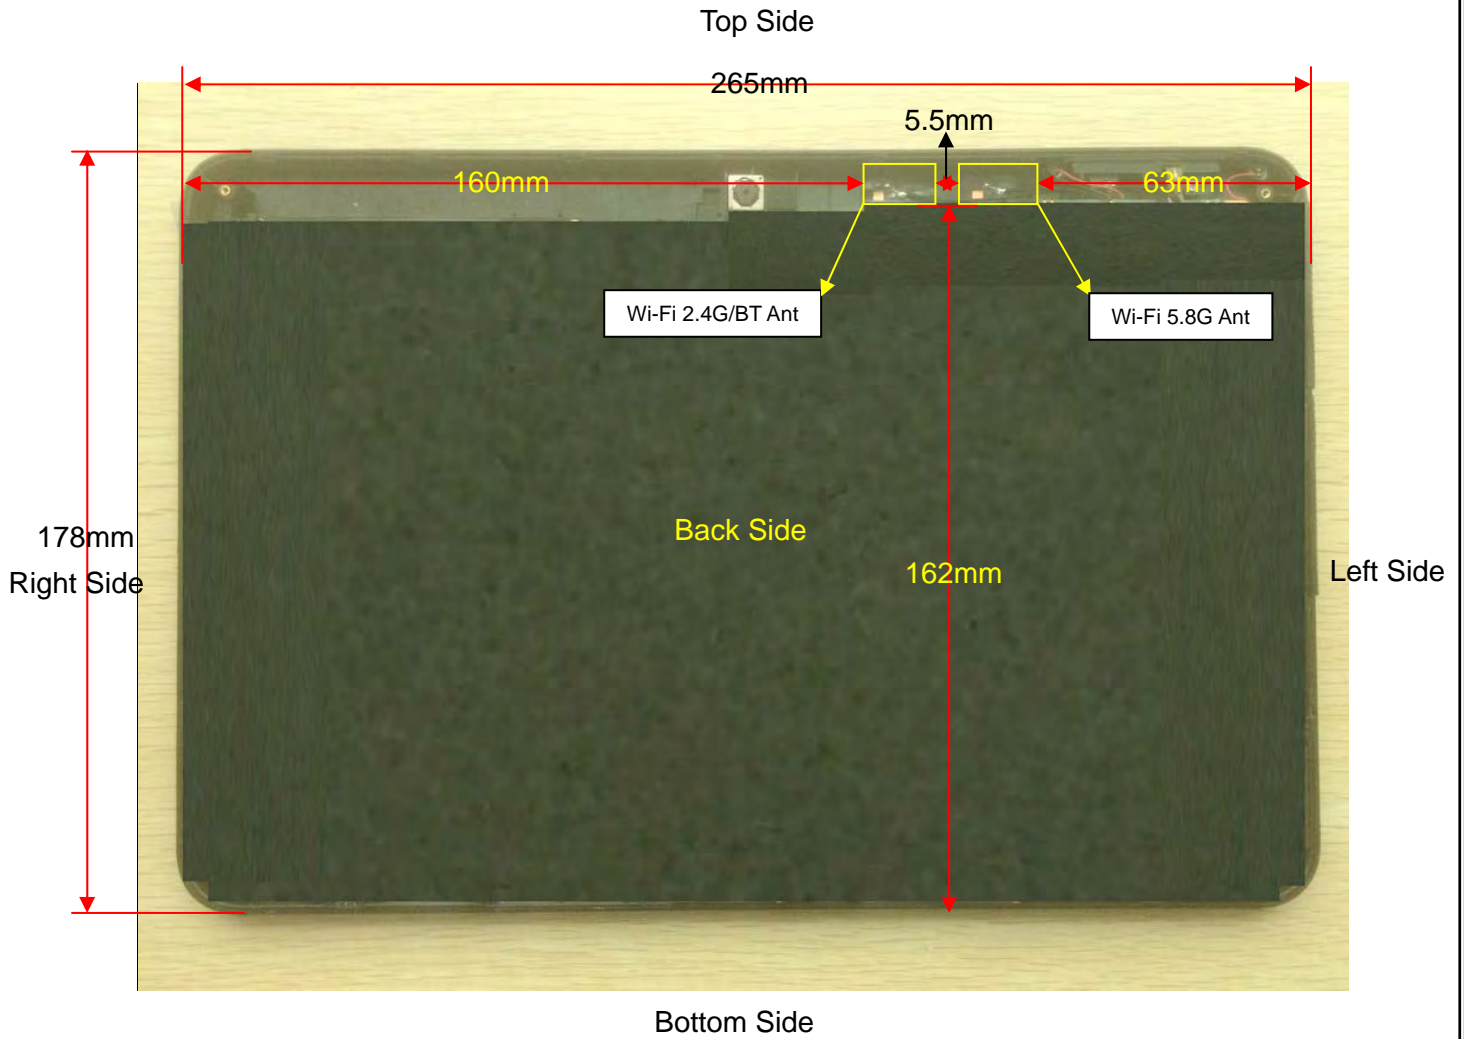 Top Side
265mm
5.5mm
160mm
63mm
Wi-Fi 2.4G/BT Ant
Wi-Fi 5.8G Ant
Back Side
178mm
162mm
Right Side
Left Side
Bottom Side